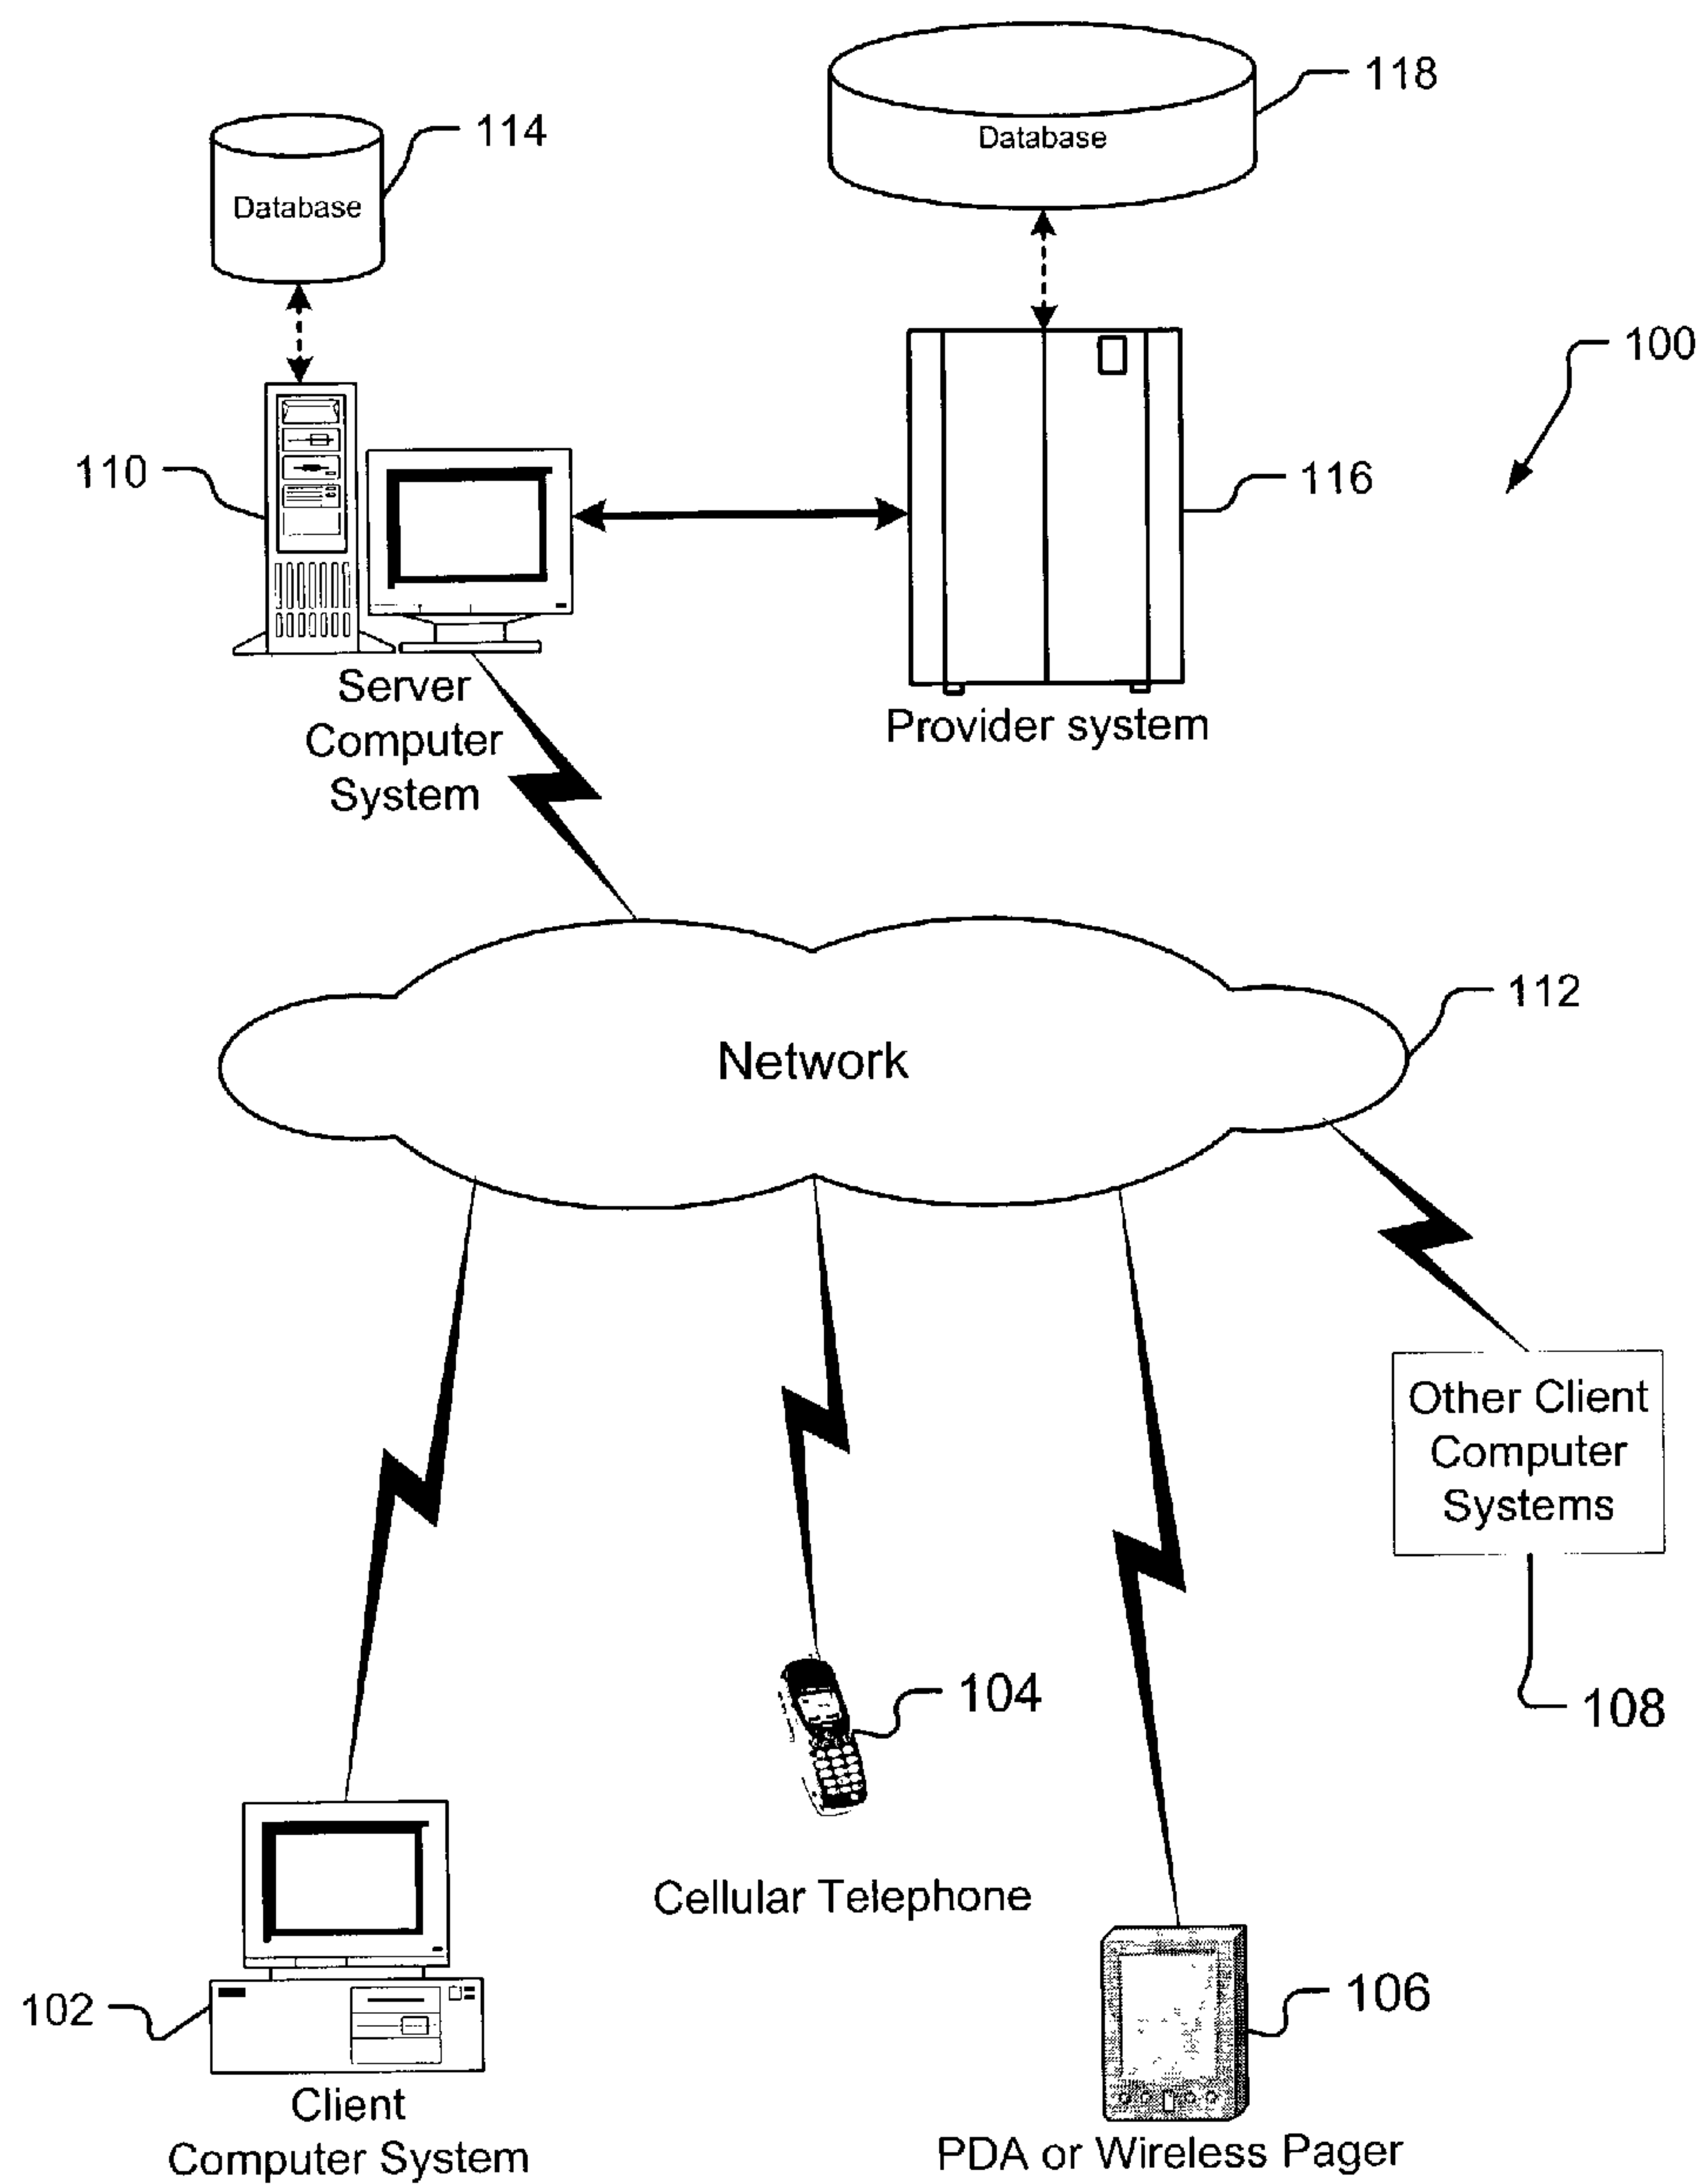 118
114
Database
Database
100
110
116
Server
Computer
System
Provider system
112
Network
Other Client
Computer
Systems
104
108
Cellular Telephone
102
106
Client
Computer System
PDA or Wireless Pager